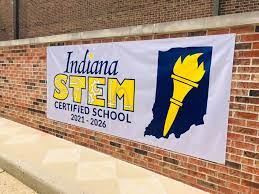 Indiana
STEM
CERTIFIED SCHOOL
2021 - 2026